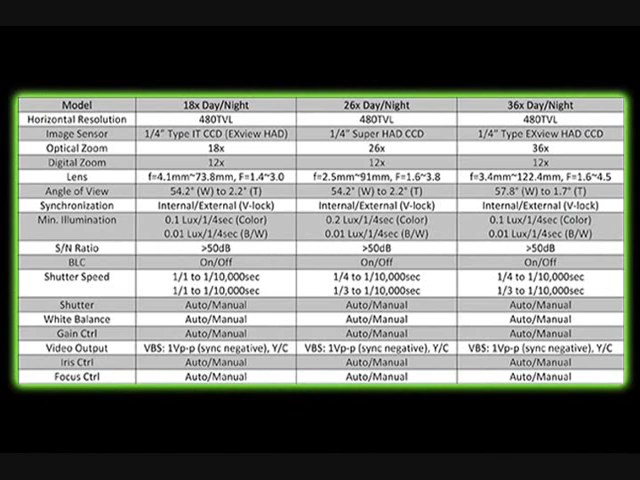 Model 18x Day/Night 26x Day/Night 36x Day/Night
Horizontal Resolution 480TVL 480TVL 480TVL
Image Sensor 1/4" Type IT CCD (EXview HAD) 1/4" Super HAD CCD 1/4" Type EXview HAD CCD
Optical Zoom 18x 26x 36x
Digital Zoom 12x 12x 12x
Lens f=4.1mm~73.8mm, F=1.4~3.0 f=2.5mm~91mm, F=1.6~3.8 f=3.4mm~122.4mm, F=1.6~4.5
Angle of View 54.2° (W) to 2.2° (T) 54.2° (W) to 2.2° (T) 57.8° (W) to 1.7° (T)
Synchronization Internal/External (V-lock) Internal/External (V-lock) Internal/External (V-lock)
Min. Illumination 0.1 Lux/1/4sec (Color) 0.2 Lux/1/4sec (Color) 0.1 Lux/1/4sec (Color)
0.01 Lux/1/4sec (B/W) 0.01 Lux/1/4sec (B/W) 0.01 Lux/1/4sec (B/W)
S/N Ratio >50dB >50dB >50dB
BLC On/Off On/Off On/Off
Shutter Speed 1/1 to 1/10,000sec 1/4 to 1/10,000sec 1/4 to 1/10,000sec
1/1 to 1/10,000sec 1/3 to 1/10,000sec 1/3 to 1/10,000sec
Shutter Auto/Manual Auto/Manual Auto/Manual
White Balance Auto/Manual Auto/Manual Auto/Manual
Gain Ctrl Auto/Manual Auto/Manual Auto/Manual
Video Output VBS: 1Vp-p (sync negative), Y/C VBS: 1Vp-p (sync negative), Y/C VBS: 1Vp-p (sync negative), Y/C
Iris Ctrl Auto/Manual Auto/Manual Auto/Manual
Focus Ctrl Auto/Manual Auto/Manual Auto/Manual